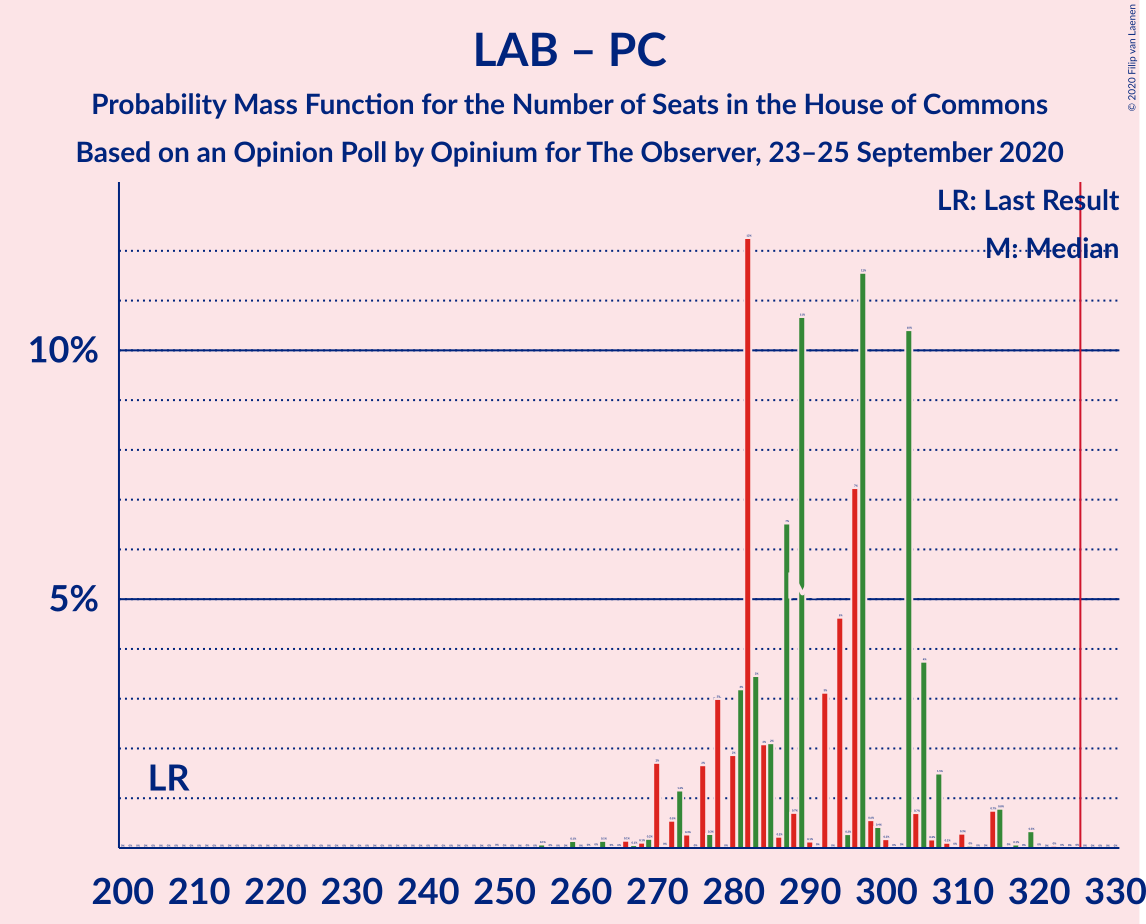 LAB – PC
Probability Mass Function for the Number of Seats in the House of Commons
Based on an Opinion Poll by Opinium for The Observer, 23–25 September 2020
© 2020 Filip van Laenen
LR: Last Result
M: Median
10%
5%
LR
200 210 220 230 240 250 260 270 280 290 300 310 320 330